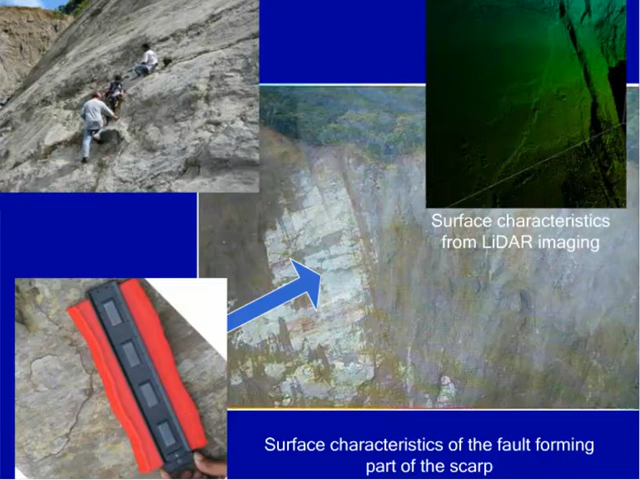 Surface characteristics
from LiDAR imaging
Surface characteristics of the fault forming
part of the scarp